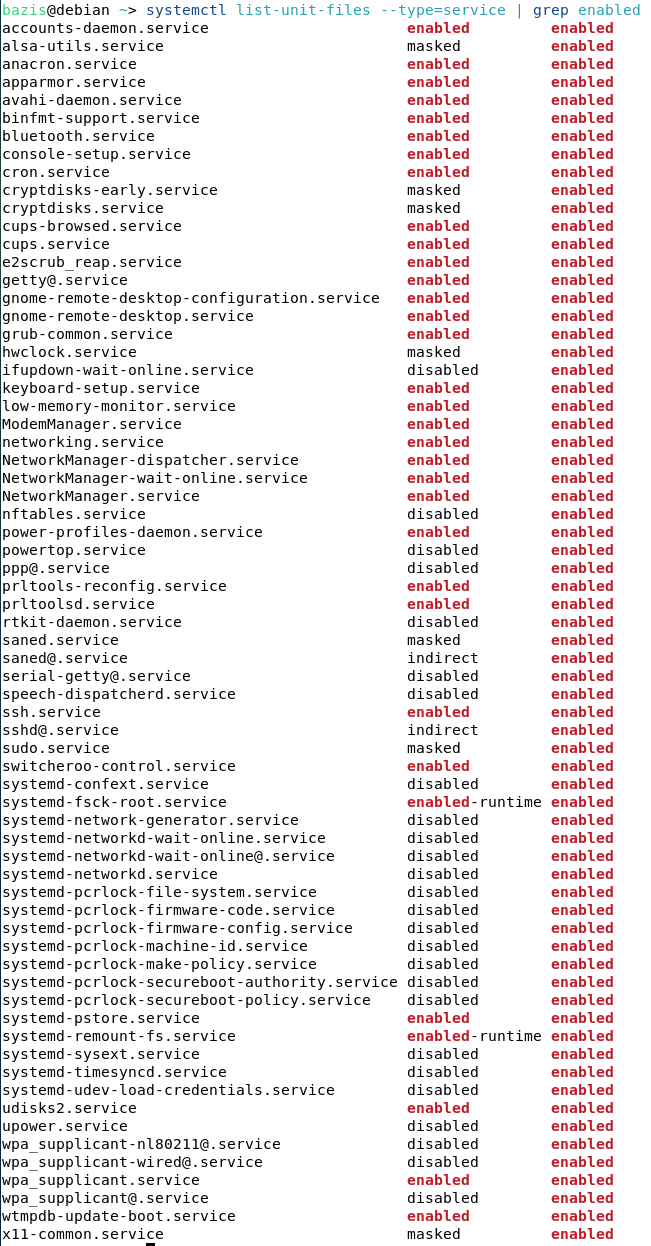 bazis@debian ~> systemctl list-unit-files --type=service | grep enabled
accounts-daemon.service enabled enabled
alsa-utils.service masked enabled
anacron.service enabled enabled
apparmor.service enabled enabled
avahi-daemon.service enabled enabled
binfmt-support.service enabled enabled
bluetooth.service enabled enabled
console-setup.service enabled enabled
cron.service enabled enabled
cryptdisks-early.service masked enabled
cryptdisks.service masked enabled
cups-browsed.service enabled enabled
cups.service enabled enabled
e2scrub_reap.service enabled enabled
getty@.service enabled enabled
gnome-remote-desktop-configuration.service enabled enabled
gnome-remote-desktop.service enabled enabled
grub-common.service enabled enabled
hwclock.service masked enabled
ifupdown-wait-online.service disabled enabled
keyboard-setup.service enabled enabled
low-memory-monitor.service enabled enabled
ModemManager.service enabled enabled
networking.service enabled enabled
NetworkManager-dispatcher.service enabled enabled
NetworkManager-wait-online.service enabled enabled
NetworkManager.service enabled enabled
nftables.service disabled enabled
power-profiles-daemon.service enabled enabled
powertop.service disabled enabled
ppp@.service disabled enabled
prltools-reconfig.service enabled enabled
prltoolsd.service enabled enabled
rtkit-daemon.service disabled enabled
saned.service masked enabled
saned@.service indirect enabled
serial-getty@.service disabled enabled
speech-dispatcherd.service disabled enabled
ssh.service enabled enabled
sshd@.service indirect enabled
sudo.service masked enabled
switcheroo-control.service enabled enabled
systemd-confext.service disabled enabled
systemd-fsck-root.service enabled-runtime enabled
systemd-network-generator.service disabled enabled
systemd-networkd-wait-online.service disabled enabled
systemd-networkd-wait-online@.service disabled enabled
systemd-networkd.service disabled enabled
systemd-pcrlock-file-system.service disabled enabled
systemd-pcrlock-firmware-code.service disabled enabled
systemd-pcrlock-firmware-config.service disabled enabled
systemd-pcrlock-machine-id.service disabled enabled
systemd-pcrlock-make-policy.service disabled enabled
systemd-pcrlock-secureboot-authority.service disabled enabled
systemd-pcrlock-secureboot-policy.service disabled enabled
systemd-pstore.service enabled enabled
systemd-remount-fs.service enabled-runtime enabled
systemd-sysext.service disabled enabled
systemd-timesyncd.service disabled enabled
systemd-udev-load-credentials.service disabled enabled
udisks2.service enabled enabled
upower.service disabled enabled
wpa_supplicant-nl80211@.service disabled enabled
wpa_supplicant-wired@.service disabled enabled
wpa_supplicant.service enabled enabled
wpa_supplicant@.service disabled enabled
wtmpdb-update-boot.service enabled enabled
x11-common.service masked enabled